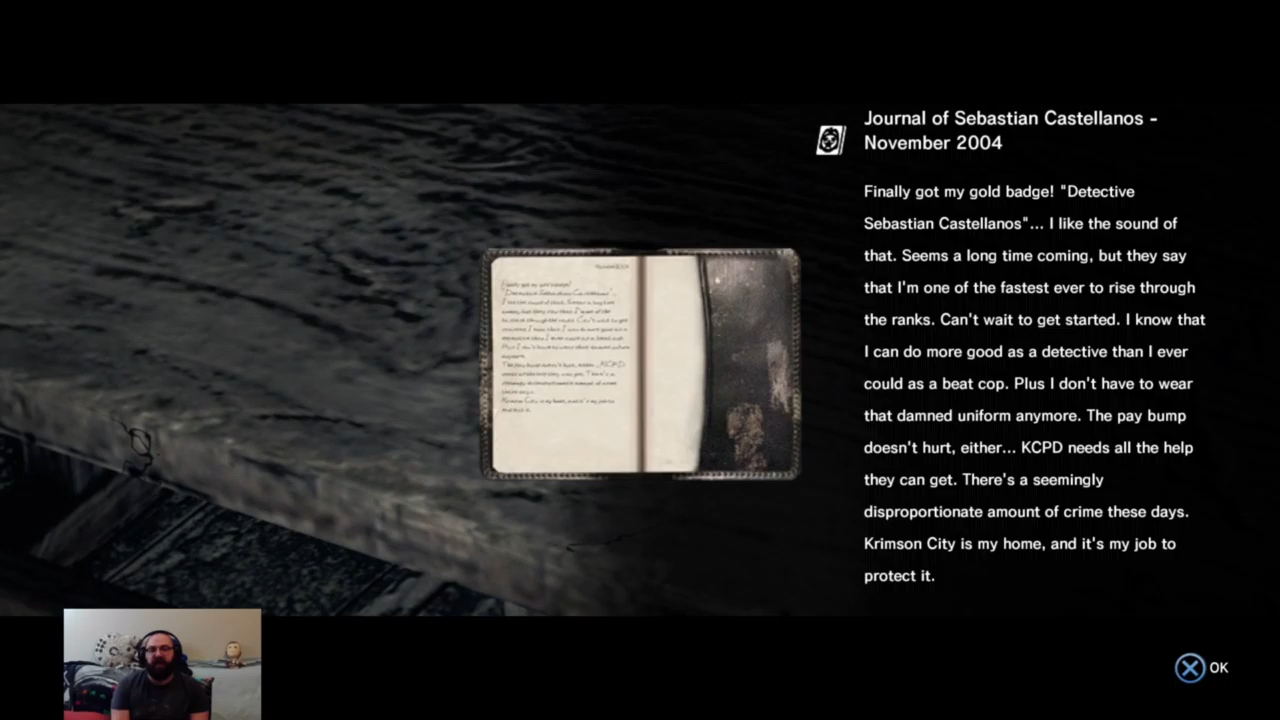 Journal of Sebastian Castellanos -
November 2004
Finally got my gold badge! "Detective
Sebastian Castellanos"... I like the sound of
that. Seems a long time coming, but they say
that I'm one of the fastest ever to rise through
the ranks. Can't wait to get started. I know that
I can do more good as a detective than I ever
could as a beat cop. Plus I don't have to wear
that damned uniform anymore. The pay bump
doesn't hurt, either... KCPD needs all the help
they can get. There's a seemingly
disproportionate amount of crime these days.
Krimson City is my home, and it's my job to
protect it.
OK